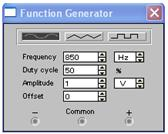 Function Generator
Frequency 850 Hz
Duty cycle 50 %
Amplitude 1 V
Offset 0
Common
− +